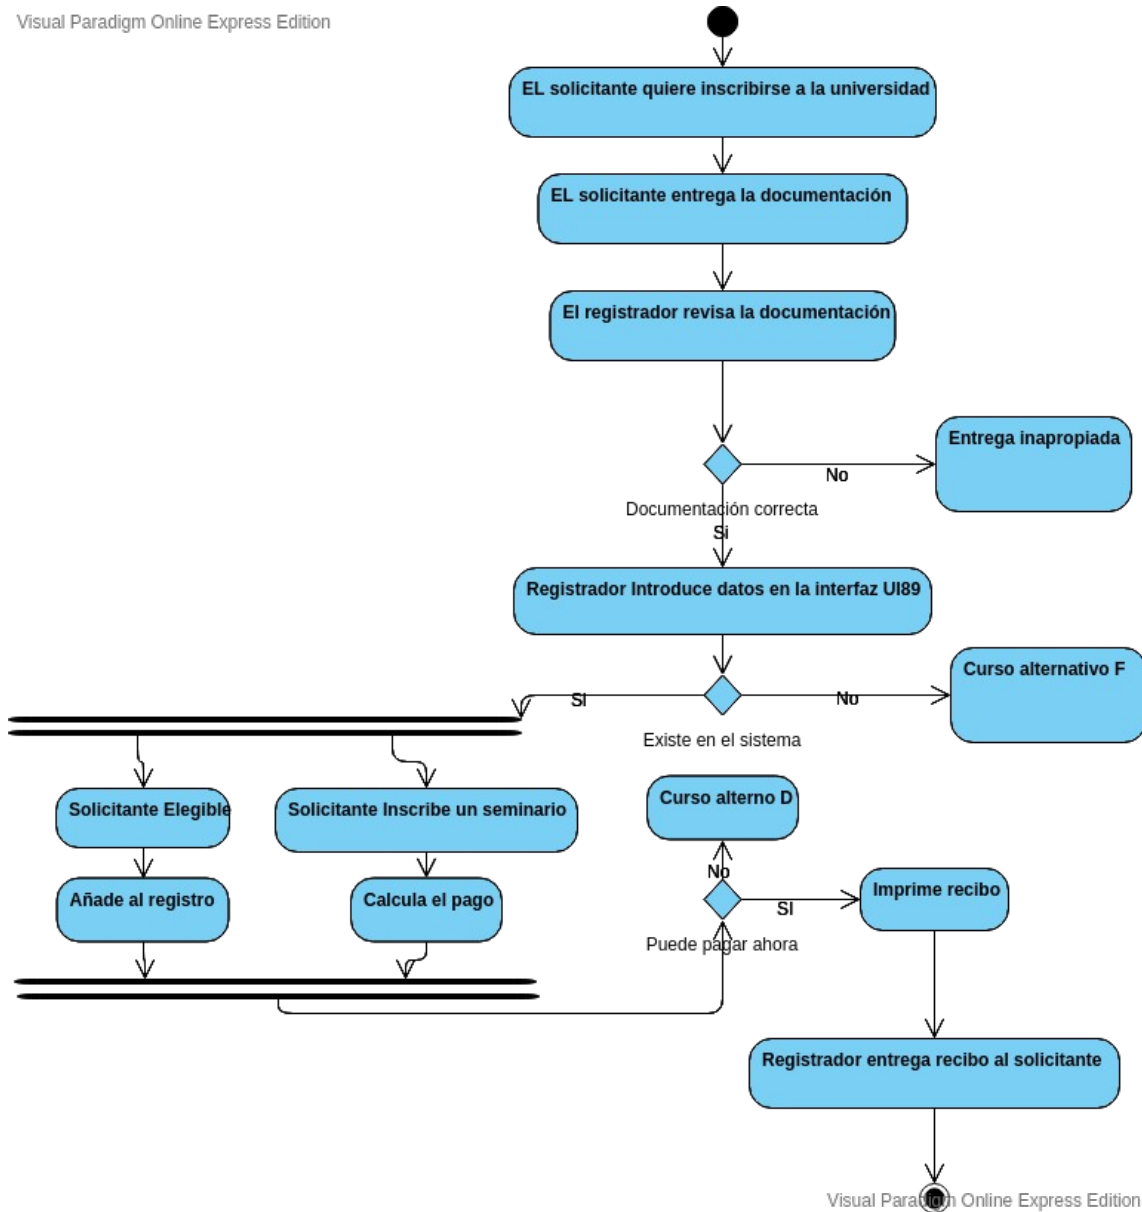 Visual Paradigm Online Express Edition
EL solicitante quiere inscribirse a la universidad
EL solicitante entrega la documentación
El registrador revisa la documentación
Entrega inapropiada
No
Documentación correcta
Si
Registrador Introduce datos en la interfaz UI89
Curso alternativo F
SI
No
Existe en el sistema
Solicitante Elegible
Solicitante Inscribe un seminario
Curso alterno D
No
Añade al registro
Calcula el pago
Imprime recibo
SI
Puede pagar ahora
Registrador entrega recibo al solicitante
Visual Paradigm Online Express Edition